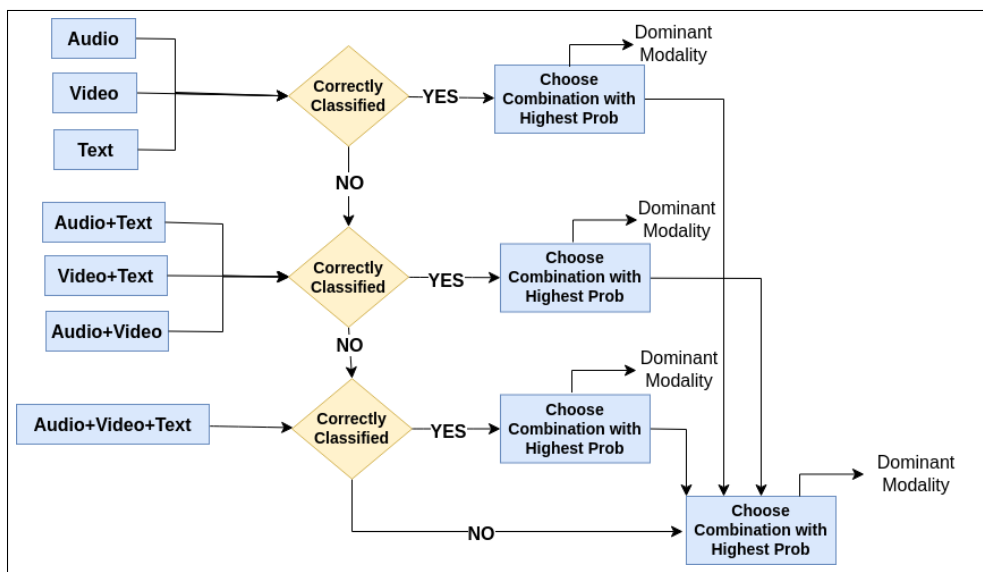 Audio
Video
Text
Correctly
Classified
YES
Choose
Combination with
Highest Prob
Dominant
Modality
NO
Audio+Text
Video+Text
Audio+Video
Correctly
Classified
YES
Choose
Combination with
Highest Prob
Dominant
Modality
NO
Audio+Video+Text
Correctly
Classified
YES
Choose
Combination with
Highest Prob
Dominant
Modality
NO
Choose
Combination with
Highest Prob
Dominant
Modality